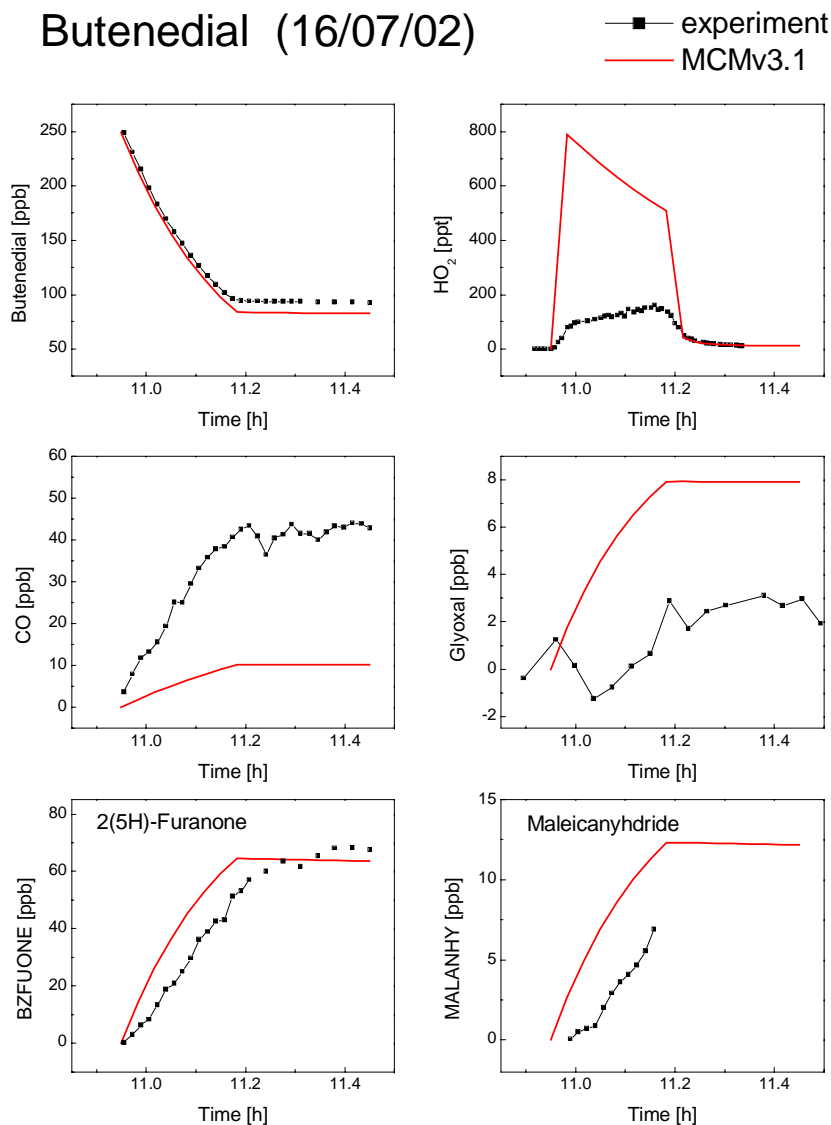 Butenedial (16/07/02)
experiment
MCMv3.1
250
200
150
100
50
Butenedial [ppb]
11.0
11.2
11.4
Time [h]
800
600
400
200
0
HO2 [ppt]
11.0
11.2
11.4
Time [h]
60
50
40
30
20
10
0
CO [ppb]
11.0
11.2
11.4
Time [h]
8
6
4
2
0
-2
Glyoxal [ppb]
11.0
11.2
11.4
Time [h]
2(5H)-Furanone
80
60
40
20
0
BZFUONE [ppb]
11.0
11.2
11.4
Time [h]
Maleicanyhdride
15
10
5
0
MALANHY [ppb]
11.0
11.2
11.4
Time [h]